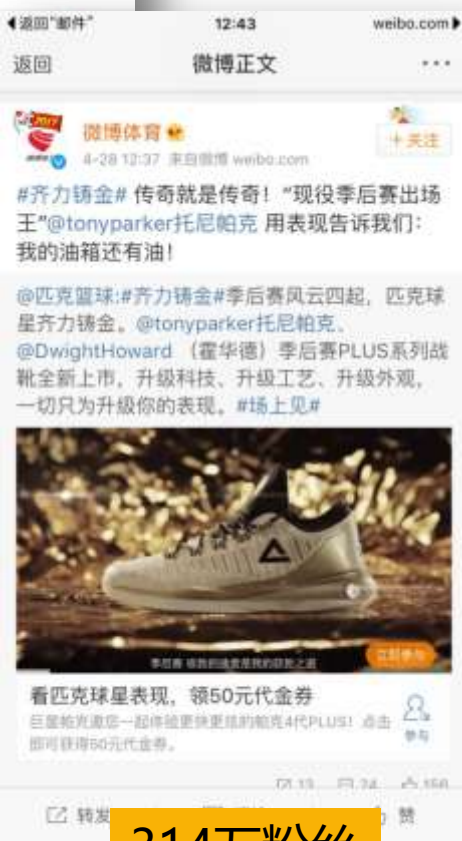 返回"邮件"
12:43
weibo.com
返回
微博正文
2017
微博体育
+关注
4-28 12:37 来自微博 weibo.com
#齐力铸金# 传奇就是传奇！“现役季后赛出场
王”@tonyparker托尼帕克 用表现告诉我们：
我的油箱还有油！
@匹克篮球:#齐力铸金#季后赛风云四起，匹克球
星齐力铸金。@tonyparker托尼帕克、
@DwightHoward （霍华德）季后赛PLUS系列战
靴全新上市，升级科技、升级工艺、升级外观，
一切只为升级你的表现。#场上见#
立即参与
看匹克球星表现，领50元代金券
巨星帕克邀您一起体验更快更炫的帕克4代PLUS！点击
即可获得50元代金券。
参与
13
24
156
转发
赞
314万粉丝